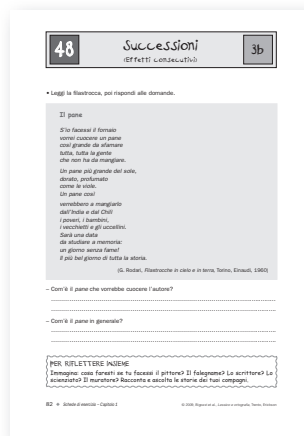 48
Successioni
(Effetti consecutivi)
3b
• Leggi la filastrocca, poi rispondi alle domande.
Il pane
S'io facessi il fornaio
vorrei cuocere un pane
così grande da sfamare
tutta, tutta la gente
che non ha da mangiare.
Un pane più grande del sole,
dorato, profumato
come le viole.
Un pane così
verrebbero a mangiarlo
dall'India e dal Chilì
i poveri, i bambini,
i vecchietti e gli uccellini.
Sarà una data
da studiare a memoria:
un giorno senza fame!
Il più bel giorno di tutta la storia.
(G. Rodari, Filastrocche in cielo e in terra, Torino, Einaudi, 1960)
– Com'è il pane che vorrebbe cuocere l'autore?
– Com'è il pane in generale?
PER RIFLETTERE INSIEME
Immagina: cosa faresti se tu facessi il pittore? Il falegname? Lo scrittore? Lo
scienziato? Il muratore? Racconta e ascolta le storie dei tuoi compagni.
82 ✦ Schede di esercizio – Capitolo 1